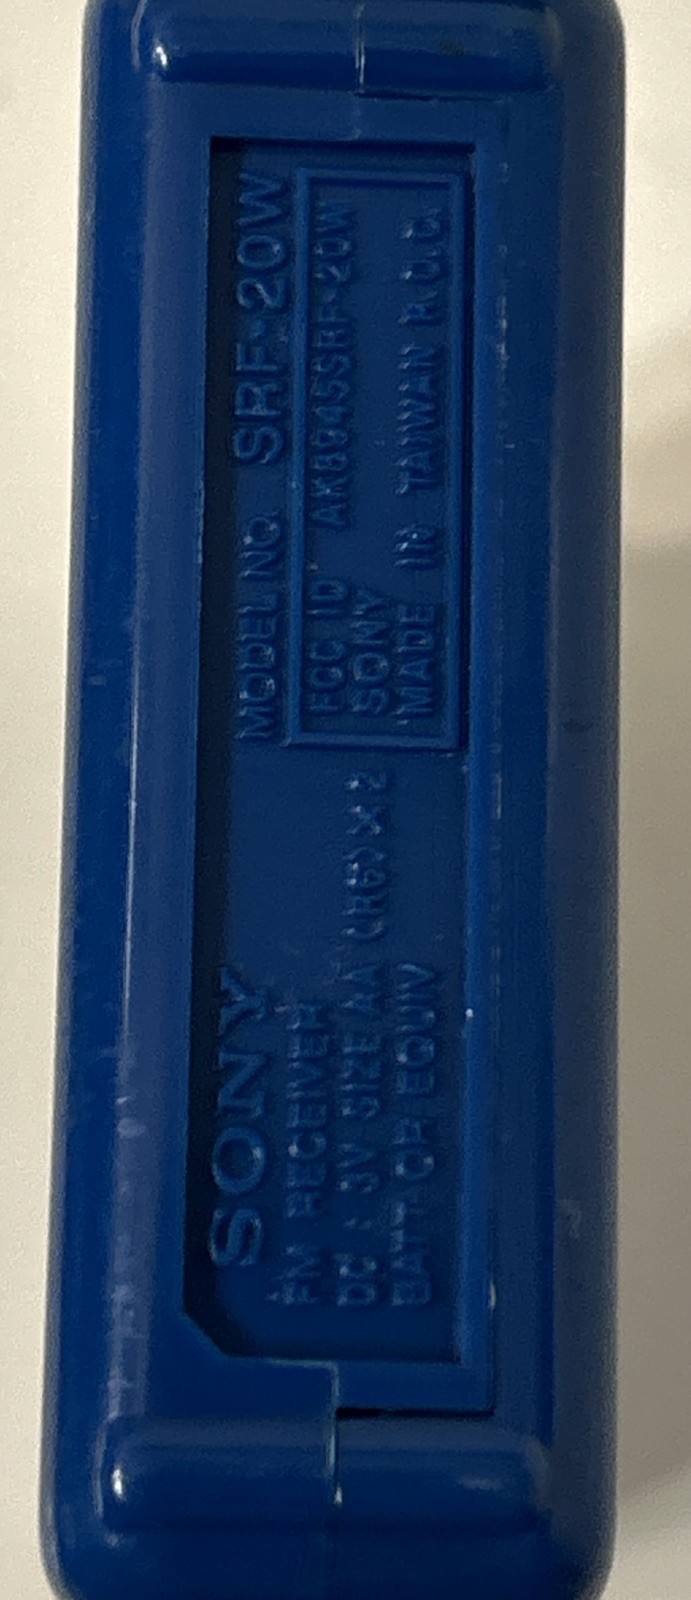 SONY
FM RECEIVER
DC : 3V SIZE AA (R6) × 2
BATT OR EQUIV
MODEL NO. SRF-20W
FCC ID AK8945SRF-20W
SONY
MADE IN TAIWAN R.O.C.